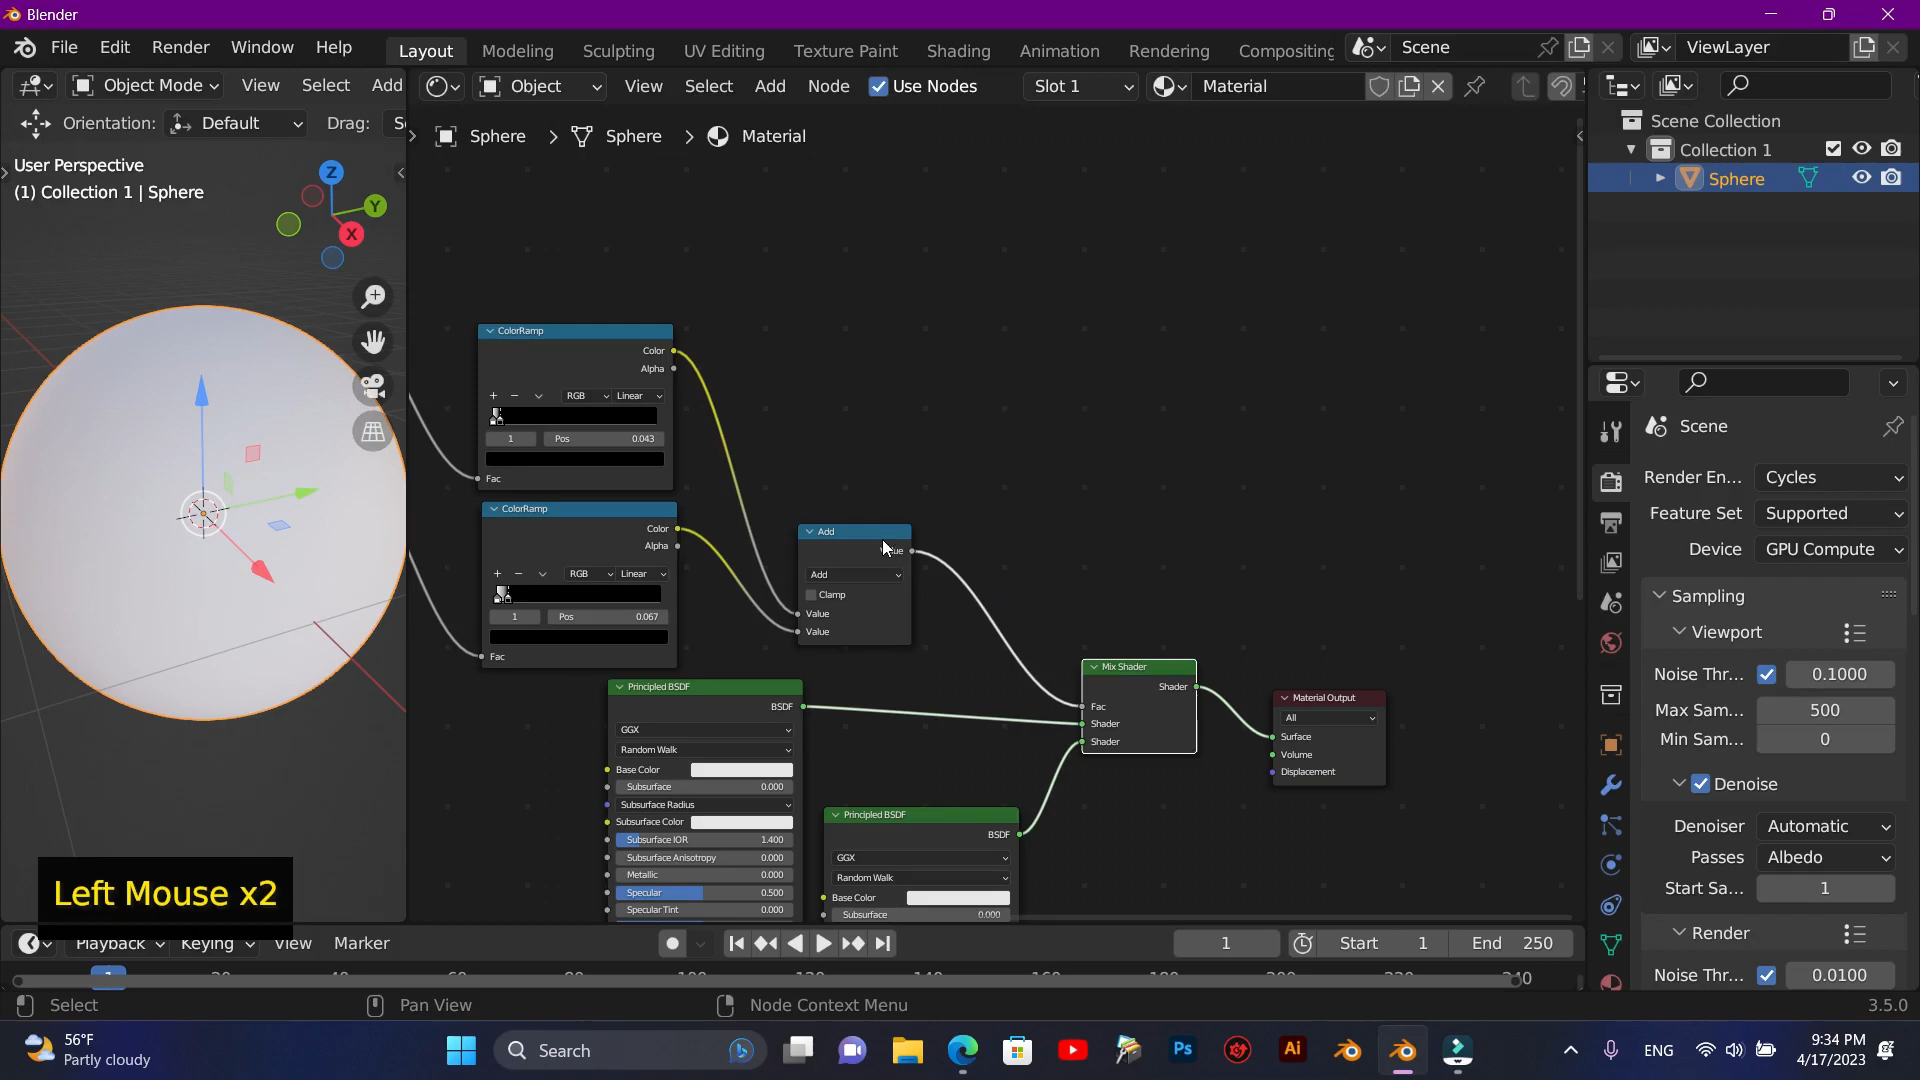 Blender
File Edit Render Window Help
Layout Modeling Sculpting UV Editing Texture Paint Shading Animation Rendering Compositing
Scene
ViewLayer
Object Mode View Select Add
Object View Select Add Node Use Nodes Slot 1 Material
Orientation: Default Drag:
Sphere > Sphere > Material
User Perspective
(1) Collection 1 | Sphere
Z
Y
X
Scene Collection
Collection 1
Sphere
ColorRamp
Color
Alpha
RGB Linear
1 Pos 0.043
Fac
ColorRamp
Color
Alpha
RGB Linear
1 Pos 0.067
Fac
Add
Value
Add
Clamp
Value
Value
Principled BSDF
BSDF
GGX
Random Walk
Base Color
Subsurface 0.000
Subsurface Radius
Subsurface Color
Subsurface IOR 1.400
Subsurface Anisotropy 0.000
Metallic 0.000
Specular 0.500
Specular Tint 0.000
Principled BSDF
BSDF
GGX
Random Walk
Base Color
Subsurface 0.000
Mix Shader
Shader
Fac
Shader
Shader
Material Output
All
Surface
Volume
Displacement
Scene
Render En... Cycles
Feature Set Supported
Device GPU Compute
Sampling
Viewport
Noise Thr... 0.1000
Max Sam... 500
Min Sam... 0
Denoise
Denoiser Automatic
Passes Albedo
Start Sa... 1
Render
Noise Thr... 0.0100
Left Mouse x2
Playback Keying View Marker
1 Start 1 End 250
1
Select Pan View Node Context Menu
3.5.0
56°F
Partly cloudy
Search
Ps
Ai
ENG
9:34 PM
4/17/2023